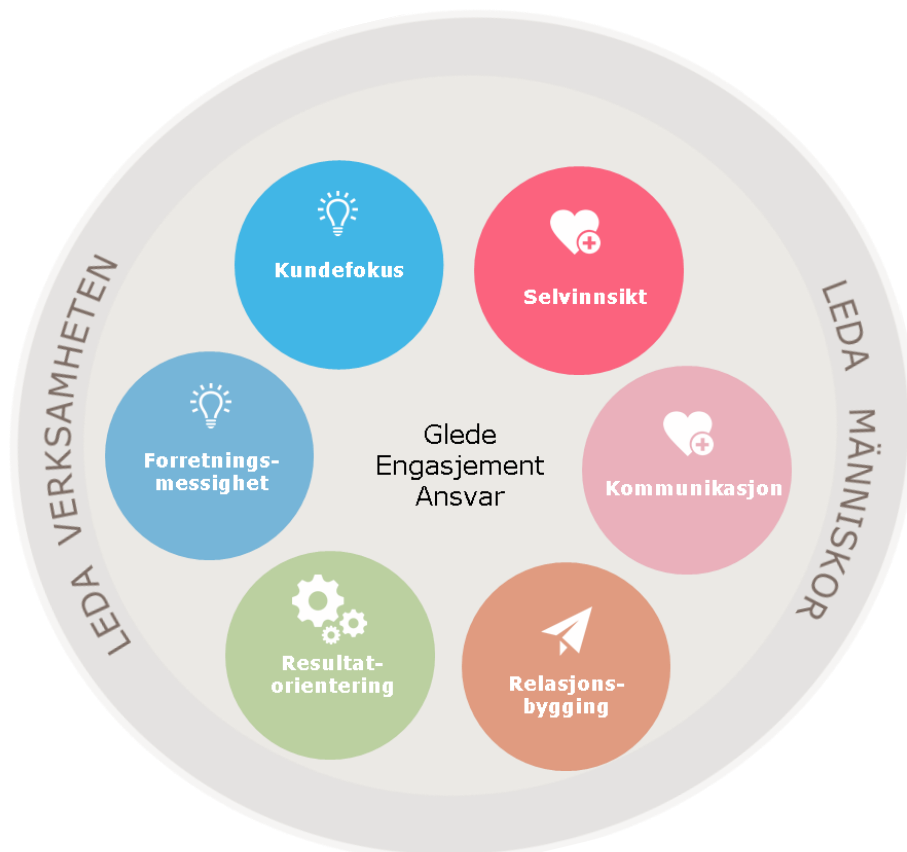 LEDA VERKSAMHETEN
LEDA MÄNNISKOR
Kundefokus
Selvinnsikt
Forretnings-
messighet
Glede
Engasjement
Ansvar
Kommunikasjon
Resultat-
orientering
Relasjons-
bygging